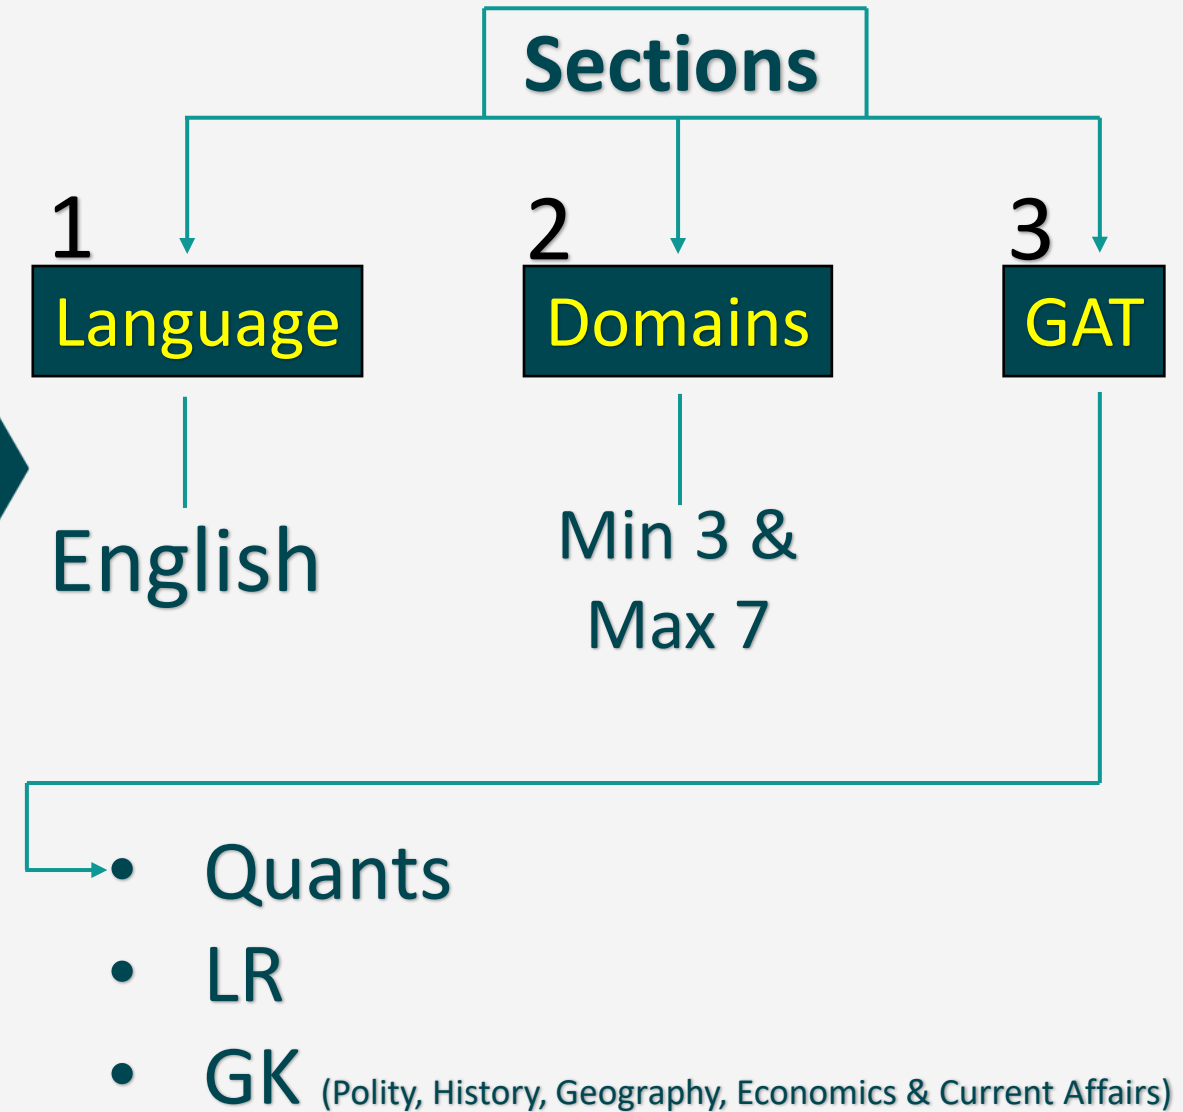 Sections
1
Language
2
Domains
3
GAT
English
Min 3 &
Max 7
• Quants
• LR
• GK (Polity, History, Geography, Economics & Current Affairs)